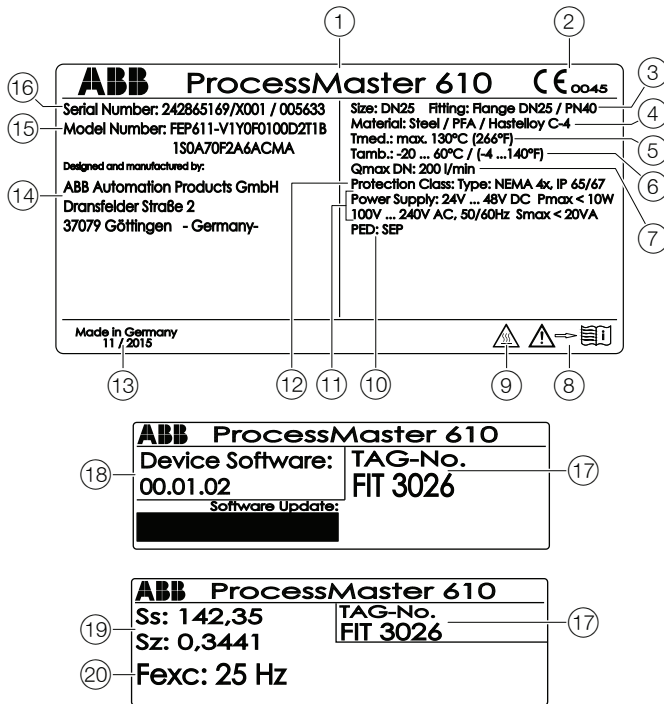 1
2
ABB ProcessMaster 610 CE 0045
3
16
Serial Number: 242865169/X001 / 005633
15
Model Number: FEP611-V1Y0F0100D2T1B
1S0A70F2A6ACMA
Designed and manufactured by:
14
ABB Automation Products GmbH
Dransfelder Straße 2
37079 Göttingen - Germany-
Size: DN25 Fitting: Flange DN25 / PN40
Material: Steel / PFA / Hastelloy C-4
4
Tmed.: max. 130°C (266°F)
5
Tamb.: -20 ... 60°C / (-4 ...140°F)
6
Qmax DN: 200 l/min
7
12
Protection Class: Type: NEMA 4x, IP 65/67
11
Power Supply: 24V ... 48V DC Pmax < 10W
100V ... 240V AC, 50/60Hz Smax < 20VA
PED: SEP
10
Made in Germany
11 / 2015
13
i
9
8
ABB ProcessMaster 610
18
Device Software:
00.01.02
Software Update:
TAG-No.
FIT 3026
17
ABB ProcessMaster 610
19
Ss: 142,35
Sz: 0,3441
20
Fexc: 25 Hz
TAG-No.
FIT 3026
17